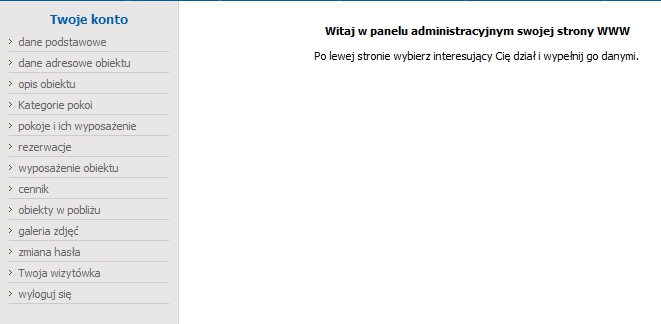 Twoje konto
dane podstawowe
dane adresowe obiektu
opis obiektu
Kategorie pokoi
pokoje i ich wyposażenie
rezerwacje
wyposażenie obiektu
cennik
obiekty w pobliżu
galeria zdjęć
zmiana hasła
Twoja wizytówka
wyloguj się
Witaj w panelu administracyjnym swojej strony WWW
Po lewej stronie wybierz interesujący Cię dział i wypełnij go danymi.